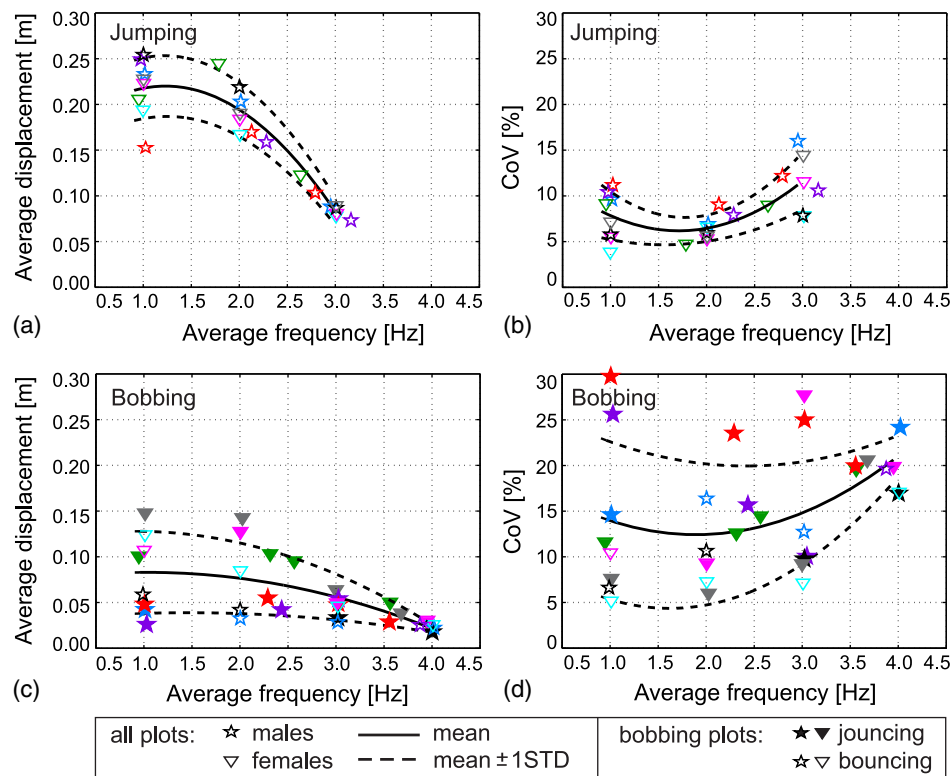 0.30
0.25
0.20
0.15
0.10
0.05
0.00
Average displacement [m]
Jumping
0.5 1.0 1.5 2.0 2.5 3.0 3.5 4.0 4.5
Average frequency [Hz]
(a)
30
25
20
15
10
5
0
CoV [%]
Jumping
0.5 1.0 1.5 2.0 2.5 3.0 3.5 4.0 4.5
Average frequency [Hz]
(b)
0.30
0.25
0.20
0.15
0.10
0.05
0.00
Average displacement [m]
Bobbing
0.5 1.0 1.5 2.0 2.5 3.0 3.5 4.0 4.5
Average frequency [Hz]
(c)
30
25
20
15
10
5
0
CoV [%]
Bobbing
0.5 1.0 1.5 2.0 2.5 3.0 3.5 4.0 4.5
Average frequency [Hz]
(d)
all plots: males mean
females mean ± 1STD
bobbing plots: jouncing
bouncing